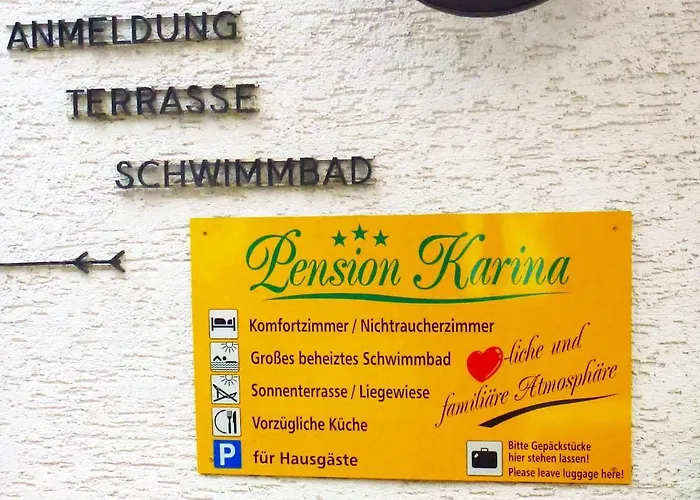 ANMELDUNG
TERRASSE
SCHWIMMBAD
Pension Karina
Komfortzimmer / Nichtraucherzimmer
Großes beheiztes Schwimmbad
Sonnenterrasse / Liegewiese
Vorzügliche Küche
P für Hausgäste
-liche und
familiäre Atmosphäre
Bitte Gepäckstücke
hier stehen lassen!
Please leave luggage here!